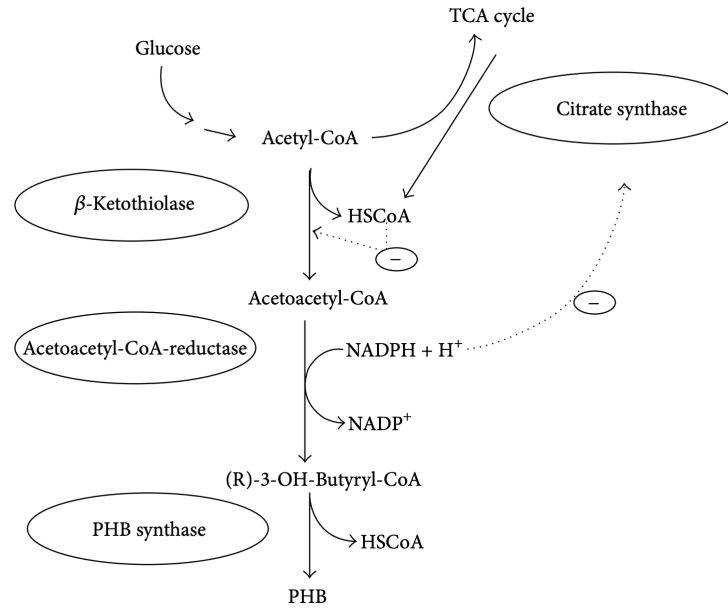 TCA cycle
Glucose
Citrate synthase
Acetyl-CoA
β-Ketothiolase
HSCoA
−
Acetoacetyl-CoA
−
Acetoacetyl-CoA-reductase
NADPH + H⁺
NADP⁺
(R)-3-OH-Butyryl-CoA
PHB synthase
HSCoA
PHB